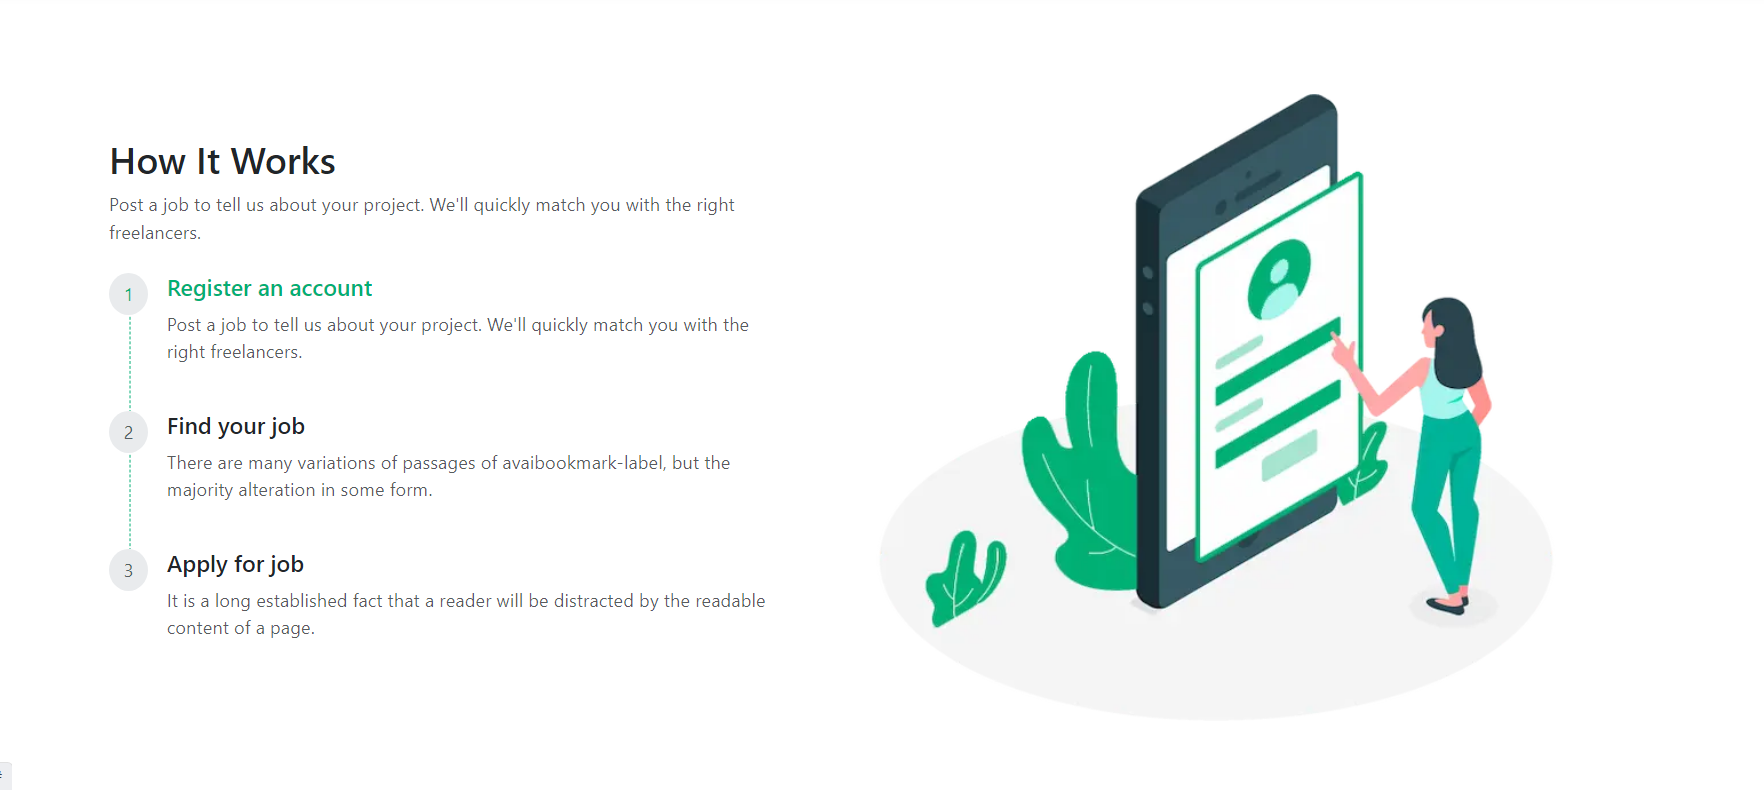 How It Works
Post a job to tell us about your project. We'll quickly match you with the right
freelancers.
1
Register an account
Post a job to tell us about your project. We'll quickly match you with the
right freelancers.
2
Find your job
There are many variations of passages of avaibookmark-label, but the
majority alteration in some form.
3
Apply for job
It is a long established fact that a reader will be distracted by the readable
content of a page.